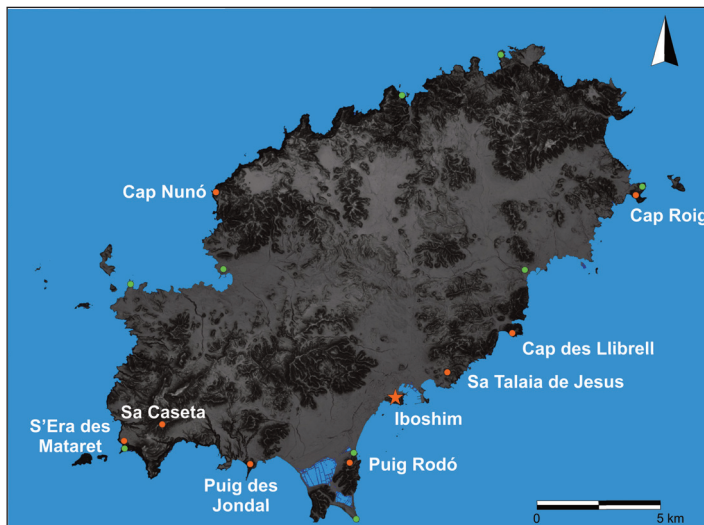 Cap Nunó
Cap Roig
Cap des Llibrell
Sa Talaia de Jesus
Iboshim
Sa Caseta
S'Era des
Mataret
Puig Rodó
Puig des
Jondal
0
5 km